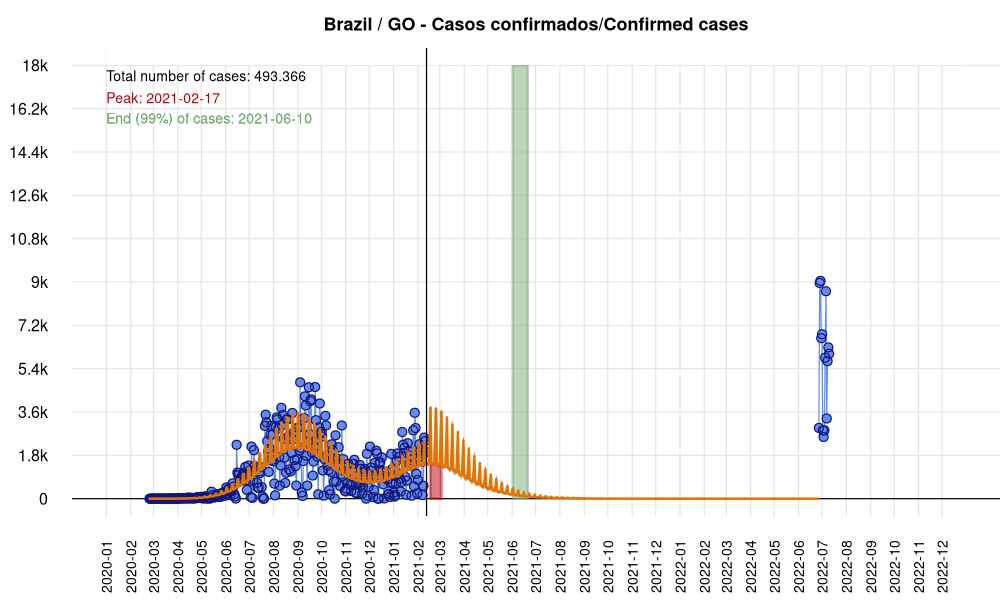 Brazil / GO - Casos confirmados/Confirmed cases
Total number of cases: 493.366
Peak: 2021-02-17
End (99%) of cases: 2021-06-10
18k
16.2k
14.4k
12.6k
10.8k
9k
7.2k
5.4k
3.6k
1.8k
0
2020-01
2020-02
2020-03
2020-04
2020-05
2020-06
2020-07
2020-08
2020-09
2020-10
2020-11
2020-12
2021-01
2021-02
2021-03
2021-04
2021-05
2021-06
2021-07
2021-08
2021-09
2021-10
2021-11
2021-12
2022-01
2022-02
2022-03
2022-04
2022-05
2022-06
2022-07
2022-08
2022-09
2022-10
2022-11
2022-12